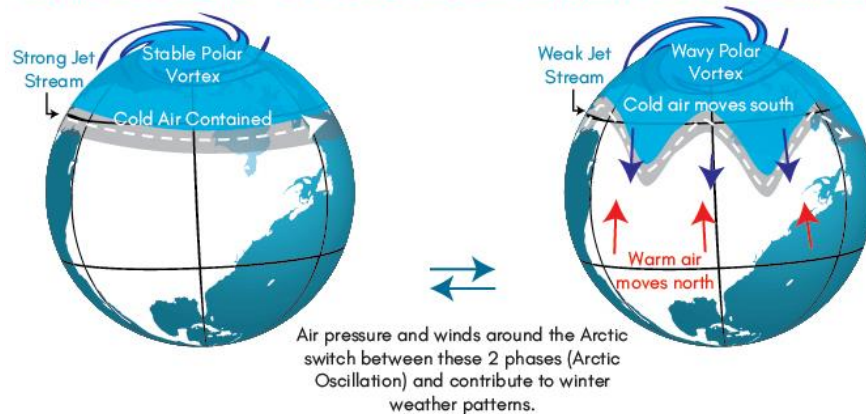 Strong Jet
Stream
Stable Polar
Vortex
Cold Air Contained
Weak Jet
Stream
Wavy Polar
Vortex
Cold air moves south
Warm air
moves north
Air pressure and winds around the Arctic
switch between these 2 phases (Arctic
Oscillation) and contribute to winter
weather patterns.